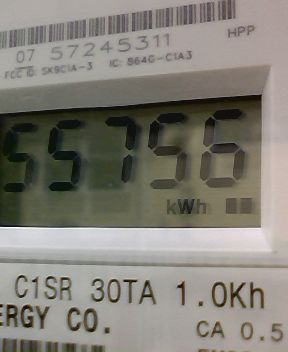 07 57245311
HPP
FCC ID: SK9C1A-3 IC: 864G-C1A3
55756
kWh
C1SR 30TA 1.0Kh
ERGY CO.
CA 0.5